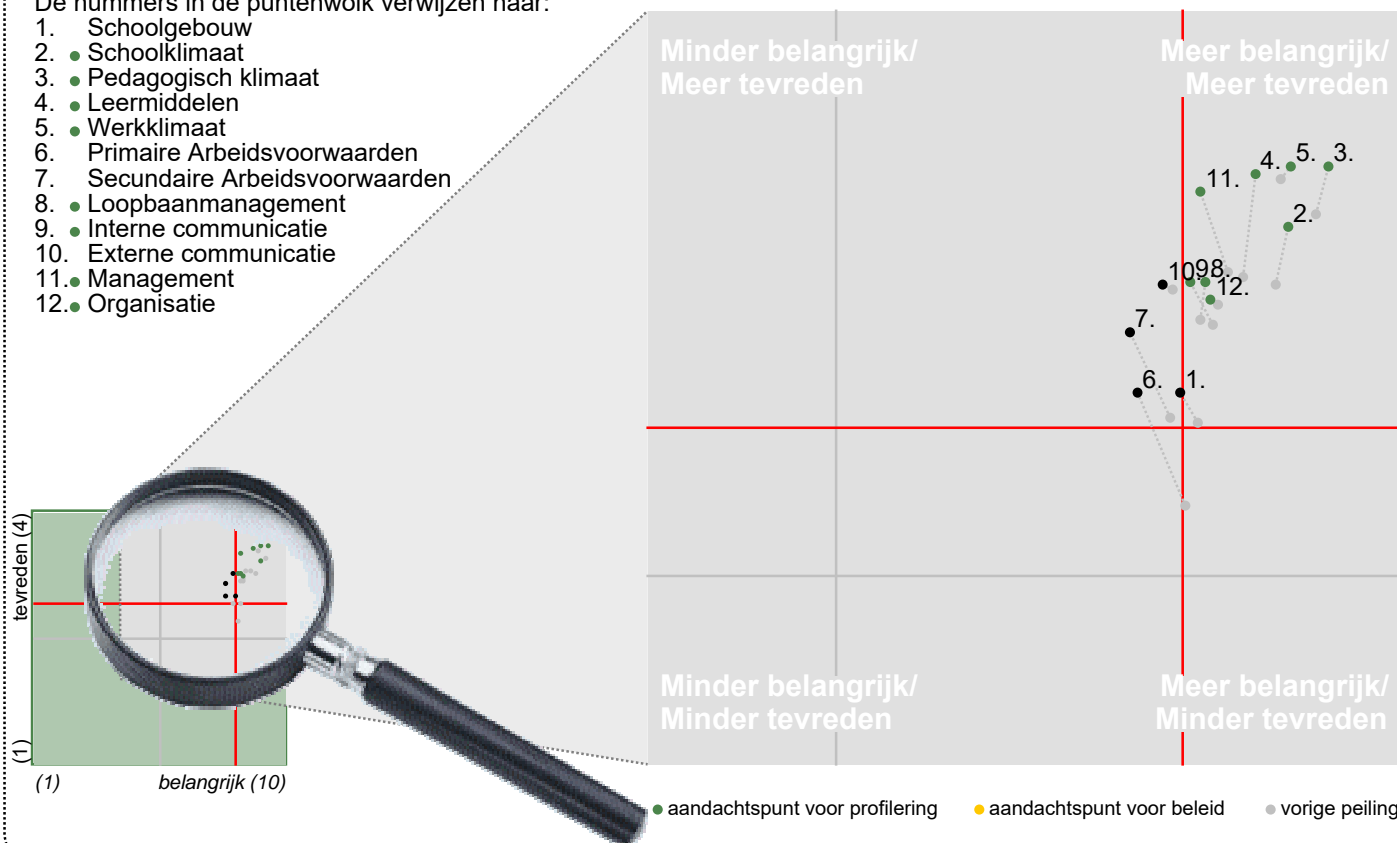 De nummers in de puntenwolk verwijzen naar:
1. Schoolgebouw
2. Schoolklimaat
3. Pedagogisch klimaat
4. Leermiddelen
5. Werkklimaat
6. Primaire Arbeidsvoorwaarden
7. Secundaire Arbeidsvoorwaarden
8. Loopbaanmanagement
9. Interne communicatie
10. Externe communicatie
11. Management
12. Organisatie
Minder belangrijk/
Meer tevreden
Meer belangrijk/
Meer tevreden
4. 5. 3.
11.
2.
10. 9. 8.
12.
7.
6. 1.
Minder belangrijk/
Minder tevreden
Meer belangrijk/
Minder tevreden
tevreden (4)
(1)
(1) belangrijk (10)
aandachtspunt voor profilering aandachtspunt voor beleid vorige peiling